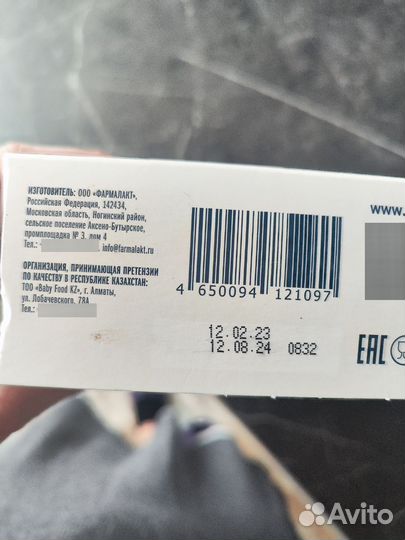 ИЗГОТОВИТЕЛЬ: ООО «ФАРМАЛАКТ»,
Российская Федерация, 142434,
Московская область, Ногинский район,
сельское поселение Аксено-Бутырское,
промплощадка № 3, дом 4
Тел.: info@farmalakt.ru
ОРГАНИЗАЦИЯ, ПРИНИМАЮЩАЯ ПРЕТЕНЗИИ
ПО КАЧЕСТВУ В РЕСПУБЛИКЕ КАЗАХСТАН:
ТОО «Baby Food KZ», г. Алматы,
ул. Лобачевского, 78А
Тел.:
4 650094 121097
12.02.23
12.08.24 0832
www.
EAC
Avito